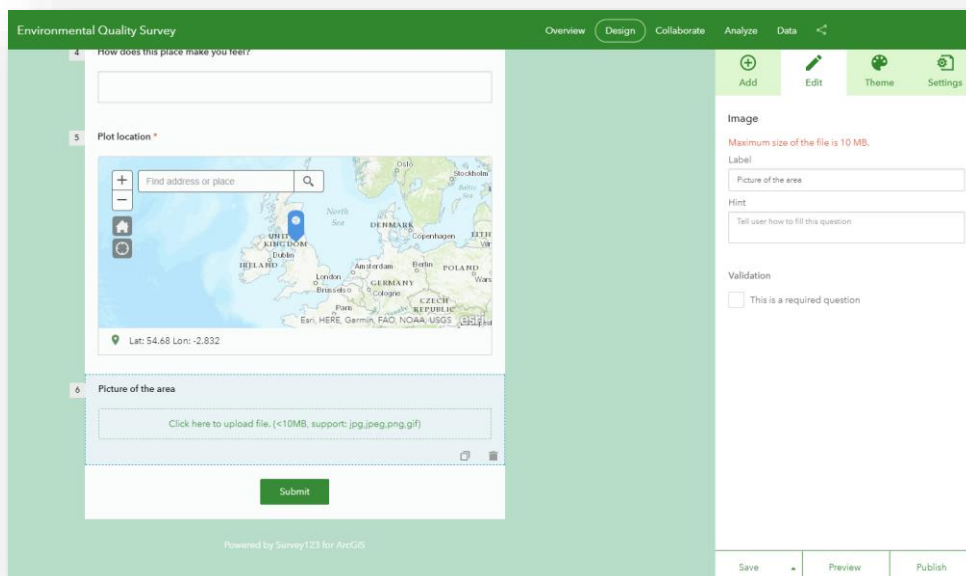 Environmental Quality Survey
Overview Design Collaborate Analyze Data
4 How does this place make you feel?
5 Plot location *
+ Find address or place
−
Oslo
Stockholm
Baltic
Sea
North
Sea
DENMARK
UNITED
KINGDOM
Copenhagen
Dublin
IRELAND
Amsterdam Berlin POLAND
London
GERMANY
Brussels
Cologne
Paris
CZECH
REPUBLIC
Esri, HERE, Garmin, FAO, NOAA, USGS
esri
Lat: 54.68 Lon: -2.832
6 Picture of the area
Click here to upload file. (<10MB, support: jpg,jpeg,png,gif)
Submit
Powered by Survey123 for ArcGIS
Add Edit Theme Settings
Image
Maximum size of the file is 10 MB.
Label
Picture of the area
Hint
Tell user how to fill this question
Validation
This is a required question
Save Preview Publish